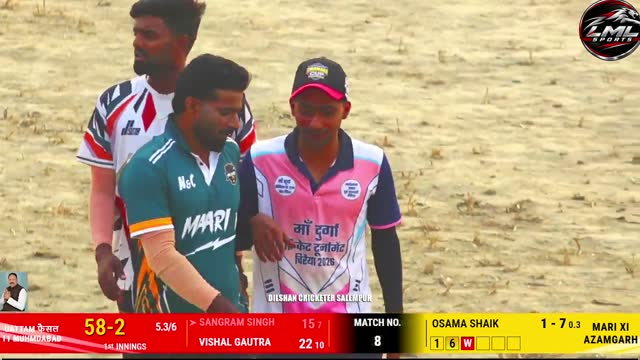 LML
SPORTS
N&C
MAARI
माँ दुर्गा
क्रिकेट टूर्नामेंट
बिरैचा 2026
DILSHAN CRICKETER SALEMPUR
UATTAM फैसल
11 MUHMDABAD
58-2
5.3/6
1st INNINGS
SANGRAM SINGH 15 7
VISHAL GAUTRA 22 10
MATCH NO.
8
OSAMA SHAIK 1 - 7 0.3
1 6 W
MARI XI
AZAMGARH